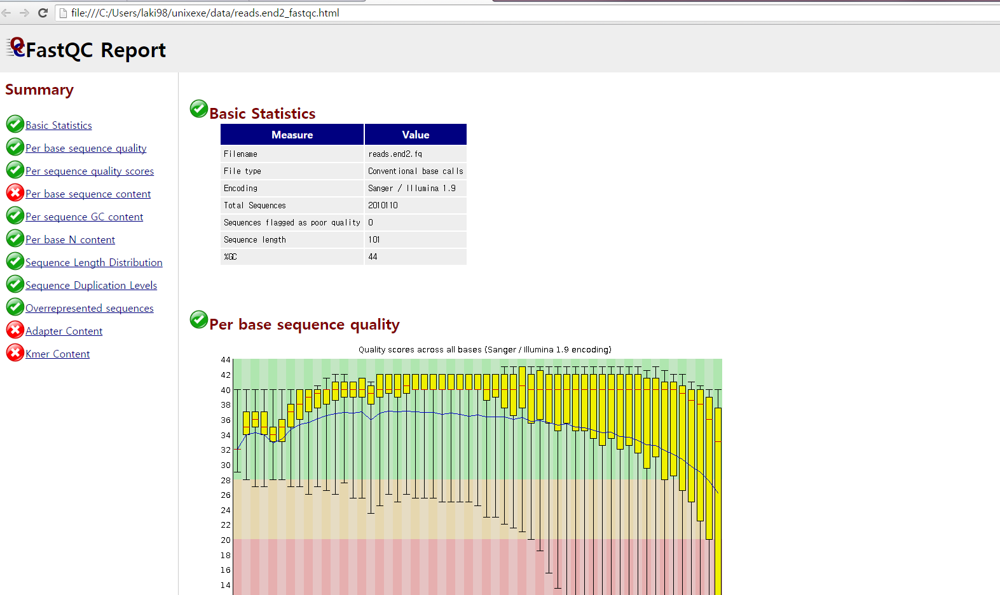 file:///C:/Users/laki98/unixexe/data/reads.end2_fastqc.html
FastQC Report
Summary
Basic Statistics
Per base sequence quality
Per sequence quality scores
Per base sequence content
Per sequence GC content
Per base N content
Sequence Length Distribution
Sequence Duplication Levels
Overrepresented sequences
Adapter Content
Kmer Content
Basic Statistics
Measure Value
Filename reads.end2.fq
File type Conventional base calls
Encoding Sanger / Illumina 1.9
Total Sequences 2010110
Sequences flagged as poor quality 0
Sequence length 101
%GC 44
Per base sequence quality
Quality scores across all bases (Sanger / Illumina 1.9 encoding)
44
42
40
38
36
34
32
30
28
26
24
22
20
18
16
14